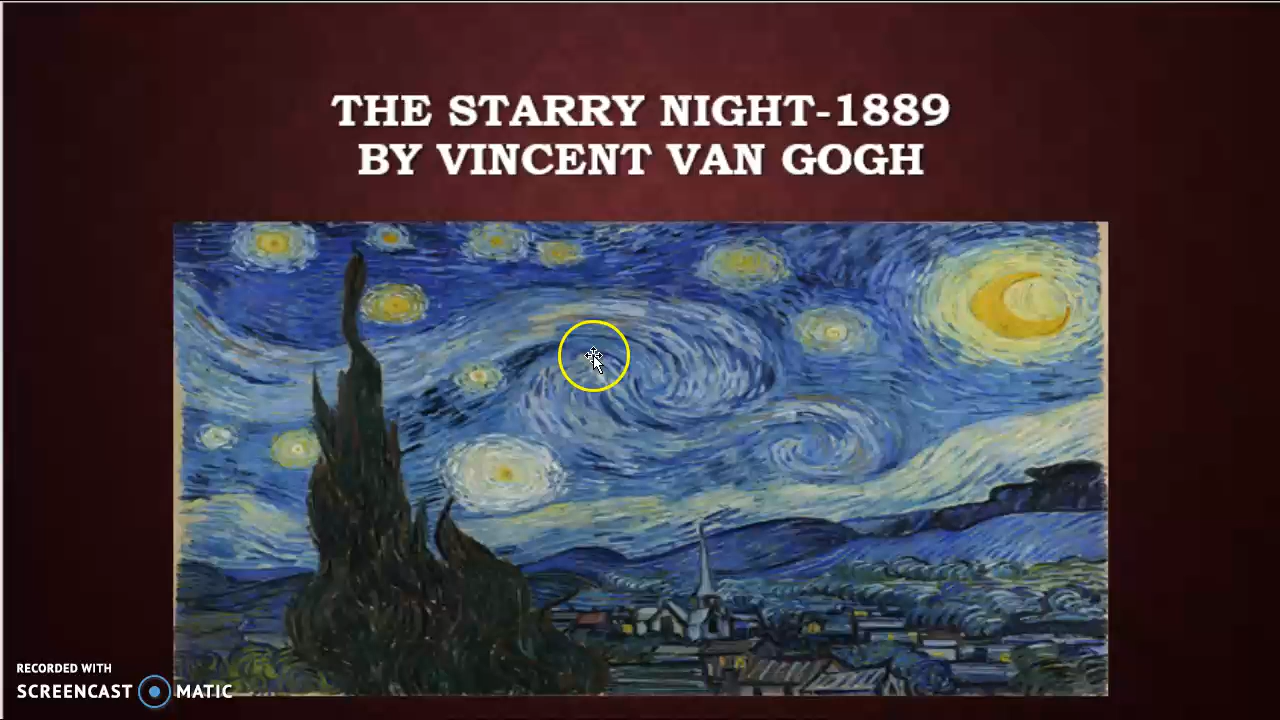 THE STARRY NIGHT-1889
BY VINCENT VAN GOGH
RECORDED WITH
SCREENCAST MATIC